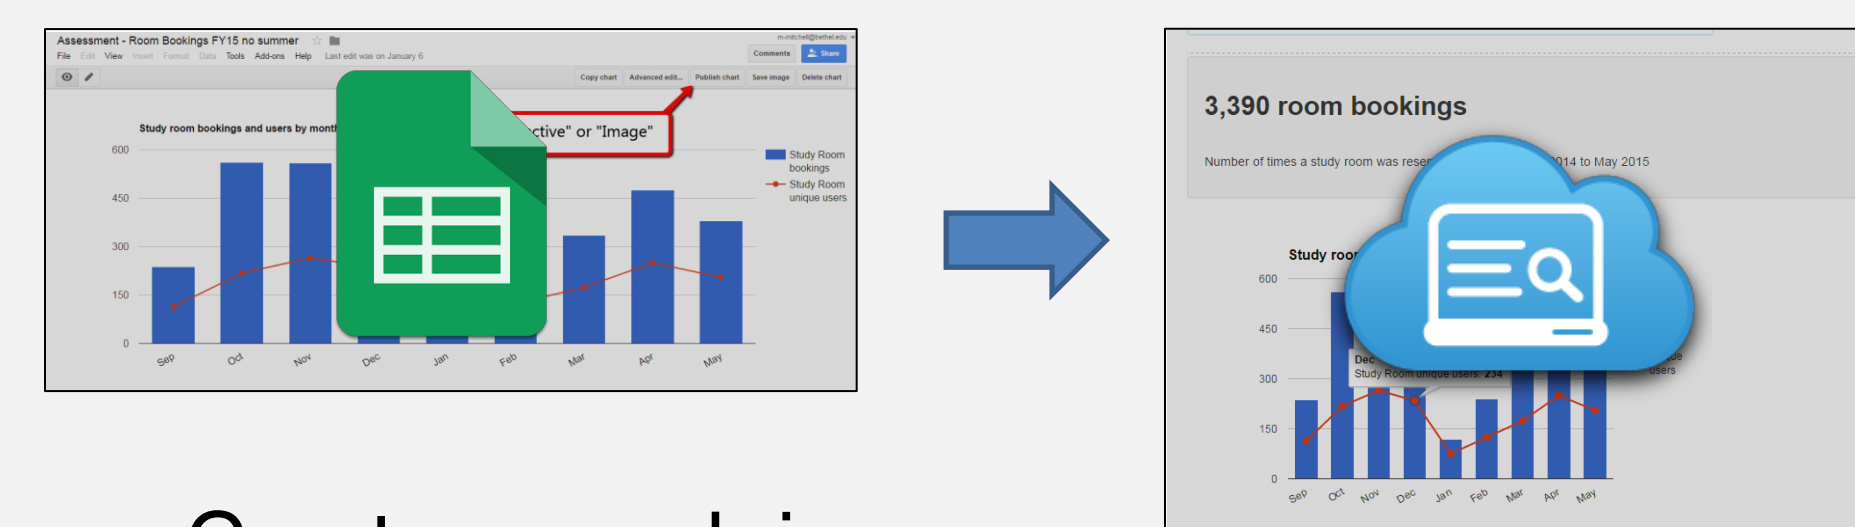 Assessment - Room Bookings FY15 no summer
m-mitchell@bethel.edu
File Edit View Insert Format Data Tools Add-ons Help Last edit was on January 6
Comments Share
Copy chart Advanced edit... Publish chart Save image Delete chart
Study room bookings and users by
"Image"
or
600
450
300
150
0
Sep Oct Nov Dec Jan Feb Mar Apr May
Study Room
bookings
Study Room
unique users
3,390 room bookings
Number of times a study room was
to May 2015
Study
600
450
300
150
0
Dec
Study Room unique users: 234
users
Sep Oct Nov Dec Jan Feb Mar Apr May